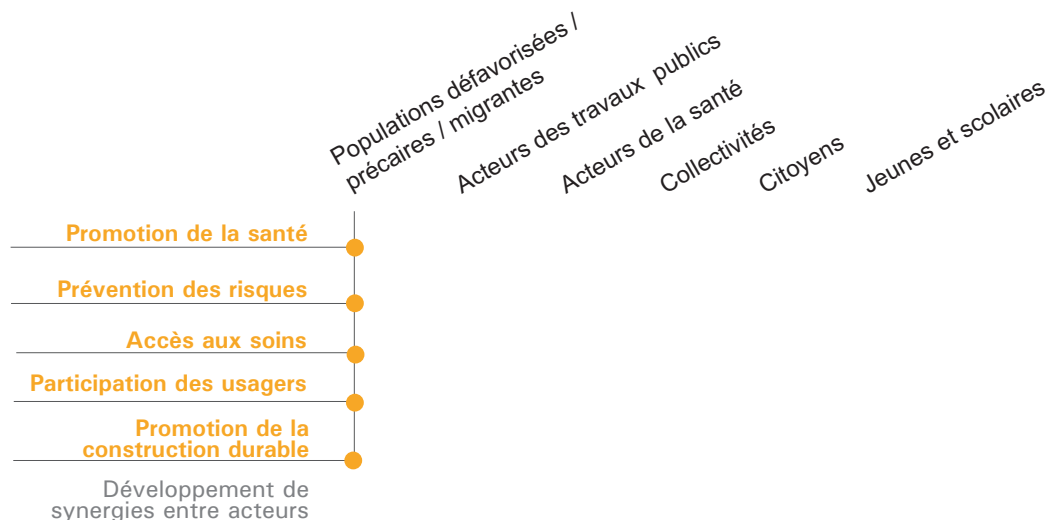 Populations défavorisées /
précaires / migrantes
Acteurs des travaux publics
Acteurs de la santé
Collectivités
Citoyens
Jeunes et scolaires
Promotion de la santé
Prévention des risques
Accès aux soins
Participation des usagers
Promotion de la
construction durable
Développement de
synergies entre acteurs